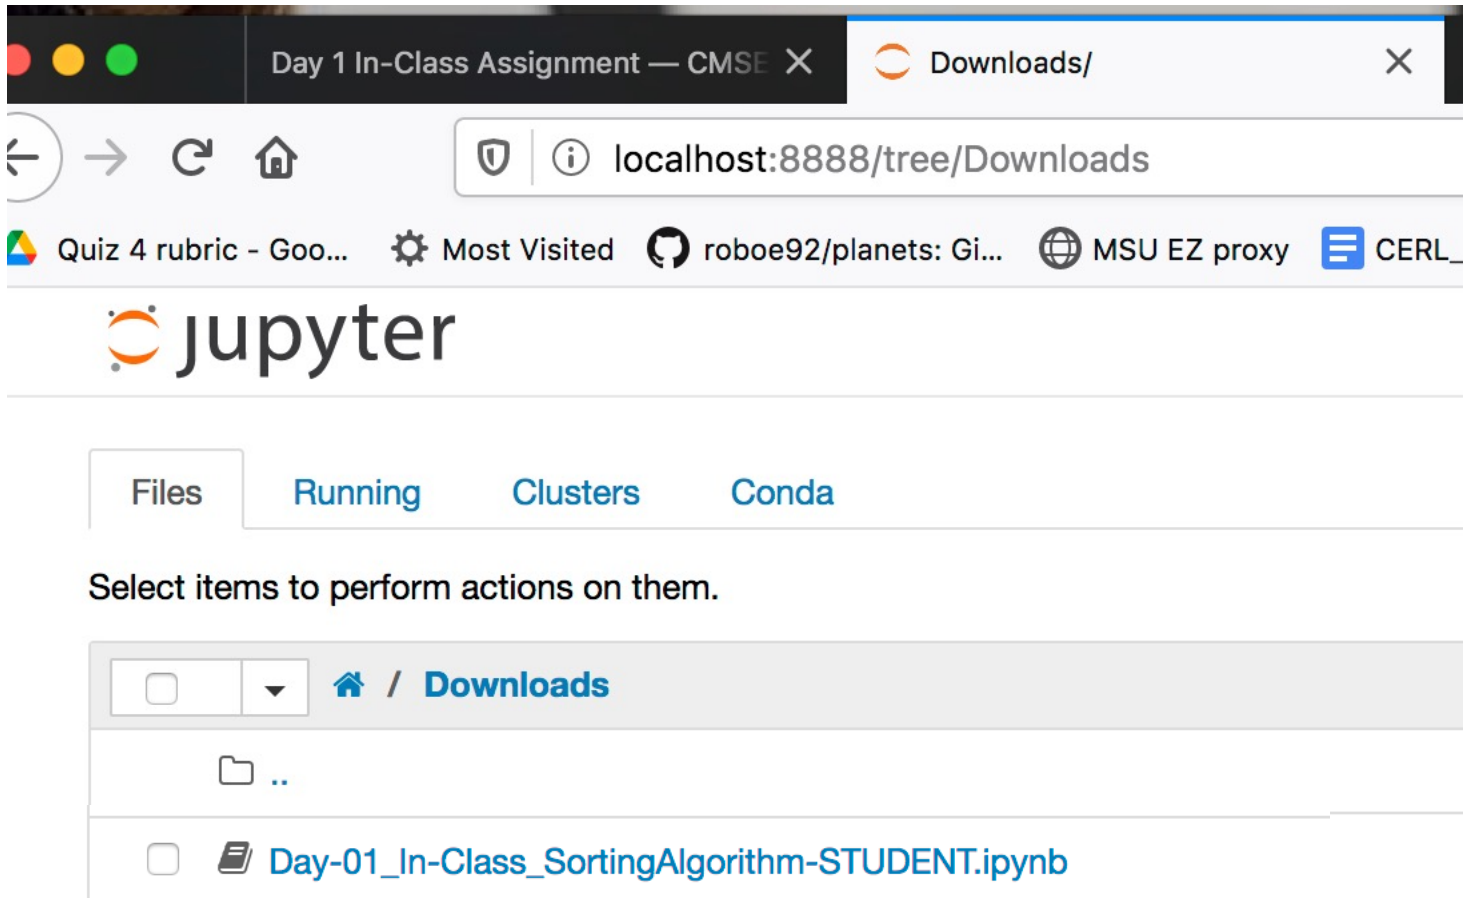 Day 1 In-Class Assignment — CMSE
Downloads/
localhost:8888/tree/Downloads
Quiz 4 rubric - Goo... Most Visited roboe92/planets: Gi... MSU EZ proxy CERL_
jupyter
Files Running Clusters Conda
Select items to perform actions on them.
/ Downloads
..
Day-01_In-Class_SortingAlgorithm-STUDENT.ipynb